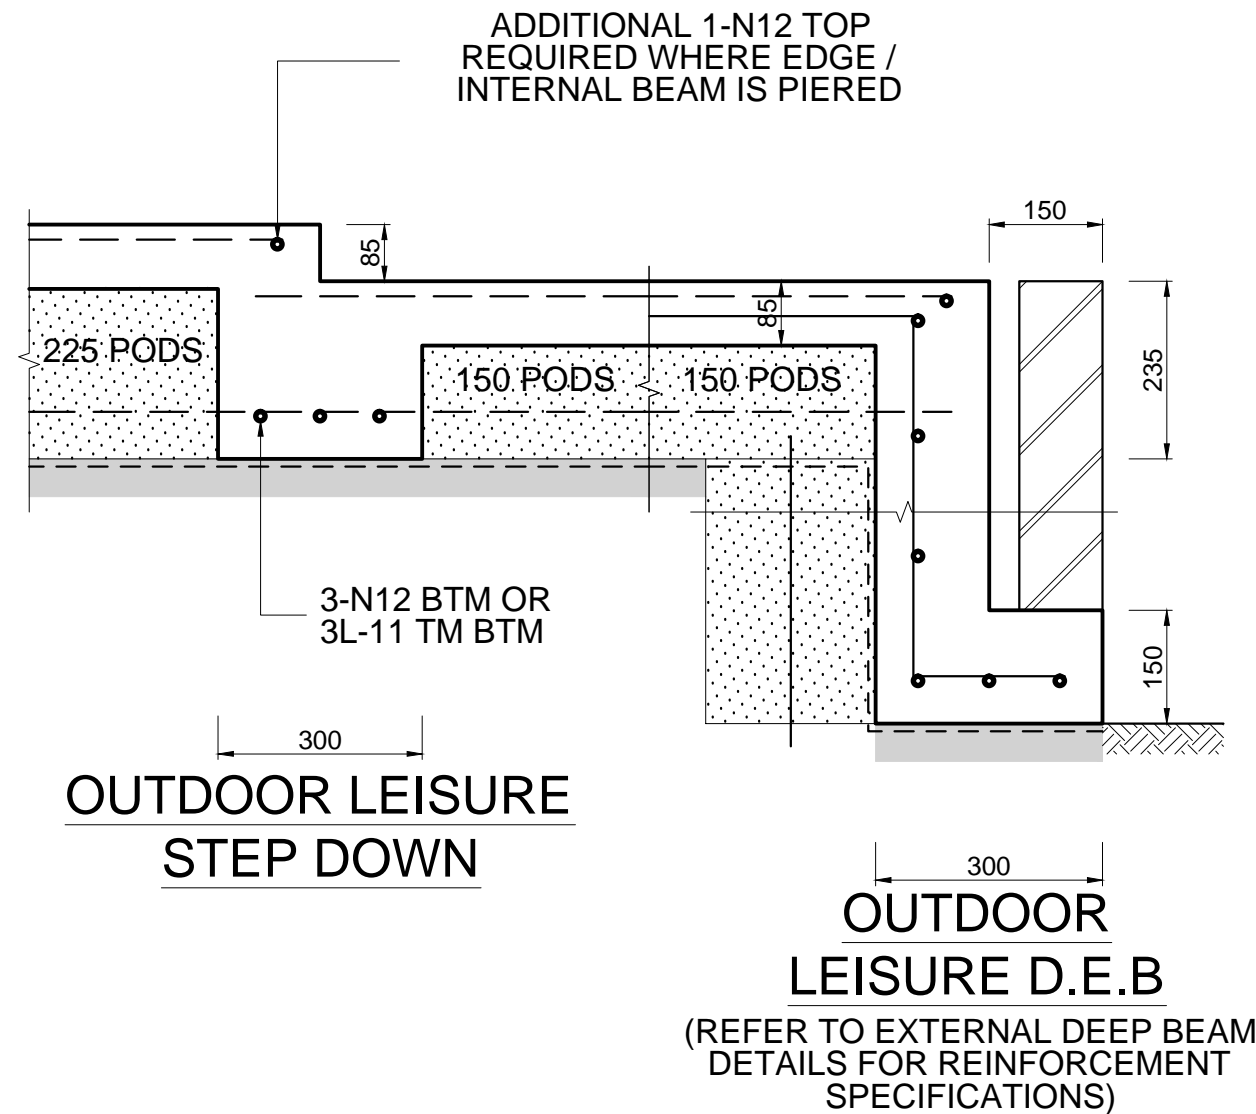 ADDITIONAL 1-N12 TOP
REQUIRED WHERE EDGE /
INTERNAL BEAM IS PIERED
150
85
85
225 PODS
150 PODS
150 PODS
235
3-N12 BTM OR
3L-11 TM BTM
150
300
OUTDOOR LEISURE
STEP DOWN
300
OUTDOOR
LEISURE D.E.B
(REFER TO EXTERNAL DEEP BEAM
DETAILS FOR REINFORCEMENT
SPECIFICATIONS)